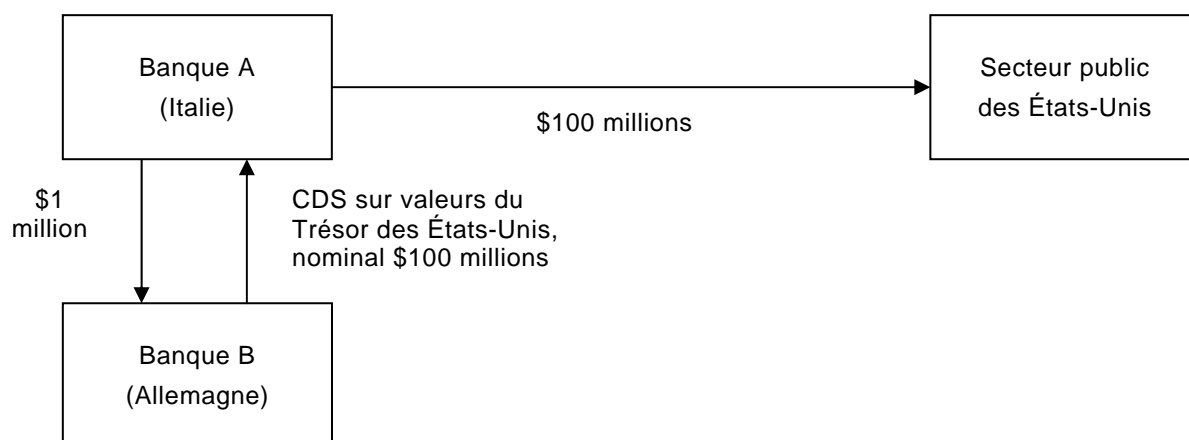 Banque A
(Italie)
Secteur public
des États-Unis
$100 millions
$1
million
CDS sur valeurs du
Trésor des États-Unis,
nominal $100 millions
Banque B
(Allemagne)